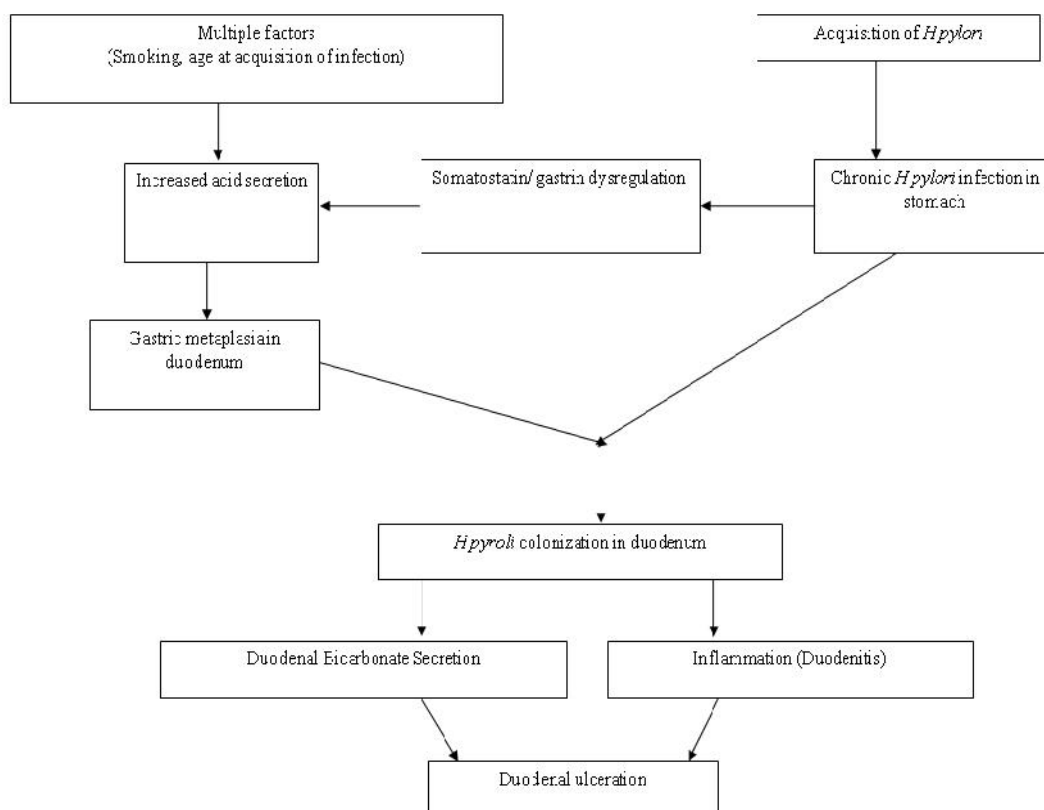 Multiple factors
(Smoking, age at acquisition of infection)
Acquisition of H pylori
Increased acid secretion
Somatostatin/ gastrin dysregulation
Chronic H pylori infection in
stomach
Gastric metaplasia in
duodenum
H pyroli colonization in duodenum
Duodenal Bicarbonate Secretion
Inflammation (Duodenitis)
Duodenal ulceration